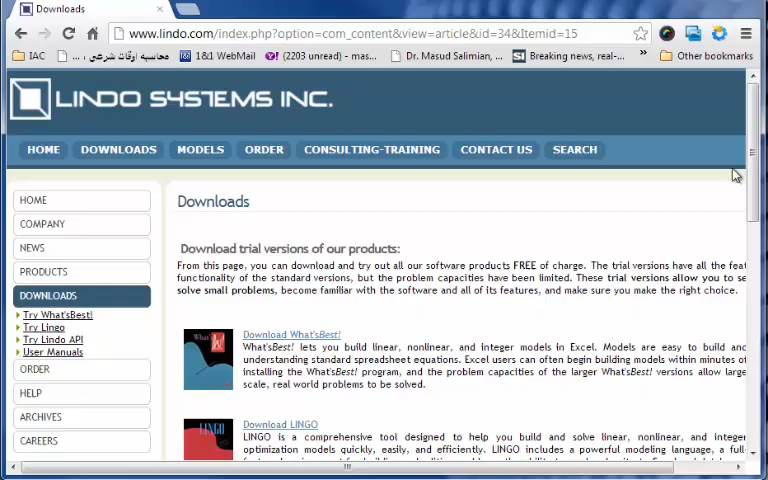 Downloads
www.lindo.com/index.php?option=com_content&view=article&id=34&Itemid=15
IAC
محاسبه اوقات شرعی ، ...
1&1 WebMail
(2203 unread) - mas...
Dr. Masud Salimian, ...
Breaking news, real-...
»
Other bookmarks
LINDO SYSTEMS INC.
HOME DOWNLOADS MODELS ORDER CONSULTING-TRAINING CONTACT US SEARCH
HOME
COMPANY
NEWS
PRODUCTS
DOWNLOADS
Try What'sBest!
Try Lingo
Try Lindo API
User Manuals
ORDER
HELP
ARCHIVES
CAREERS
Downloads
Download trial versions of our products:
From this page, you can download and try out all our software products FREE of charge. The trial versions have all the feat
functionality of the standard versions, but the problem capacities have been limited. These trial versions allow you to se
solve small problems, become familiar with the software and all of its features, and make sure you make the right choice.
What's
Download What'sBest!
What'sBest! lets you build linear, nonlinear, and integer models in Excel. Models are easy to build and
understanding standard spreadsheet equations. Excel users can often begin building models within minutes of
installing the What'sBest! program, and the problem capacities of the larger What'sBest! versions allow large
scale, real world problems to be solved.
LINGO
Download LINGO
LINGO is a comprehensive tool designed to help you build and solve linear, nonlinear, and integer
optimization models quickly, easily, and efficiently. LINGO includes a powerful modeling language, a full-